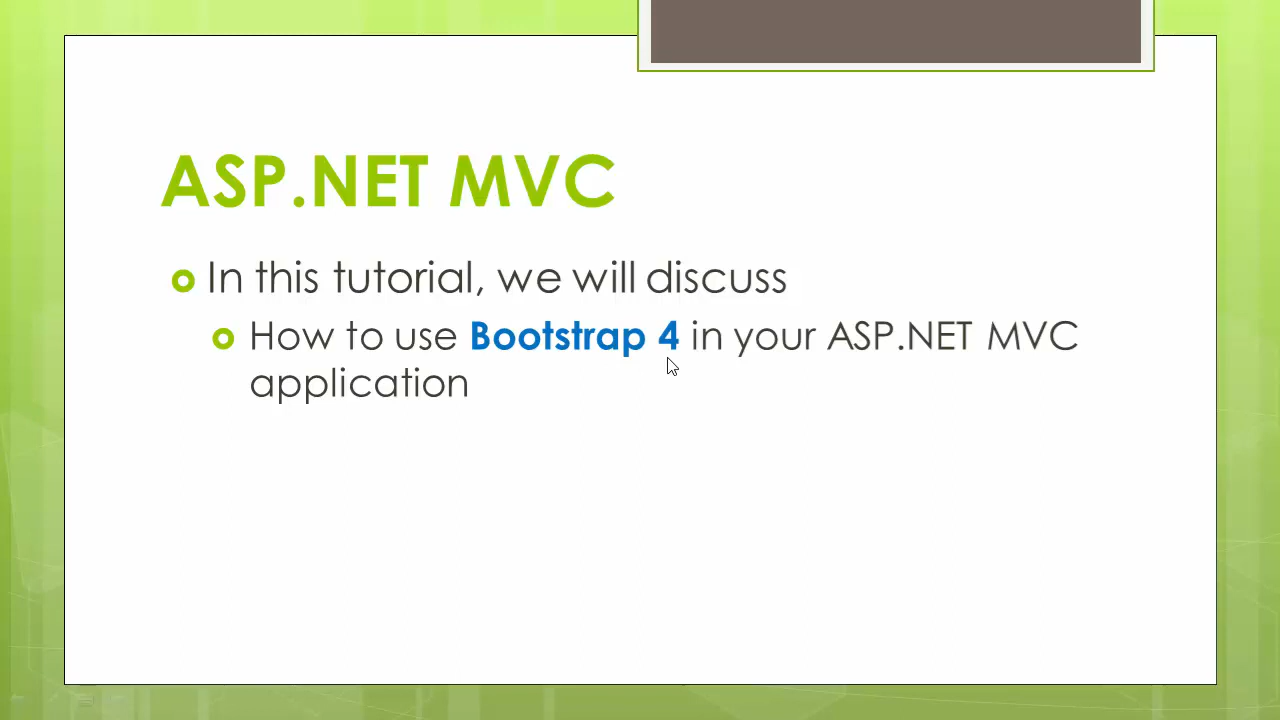 ASP.NET MVC
In this tutorial, we will discuss
How to use Bootstrap 4 in your ASP.NET MVC
application